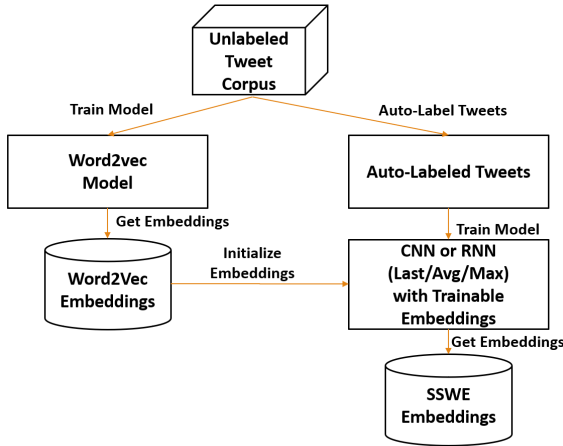 Unlabeled
Tweet
Corpus
Train Model
Auto-Label Tweets
Word2vec
Model
Auto-Labeled Tweets
Get Embeddings
Train Model
Word2Vec
Embeddings
Initialize
Embeddings
CNN or RNN
(Last/Avg/Max)
with Trainable
Embeddings
Get Embeddings
SSWE
Embeddings